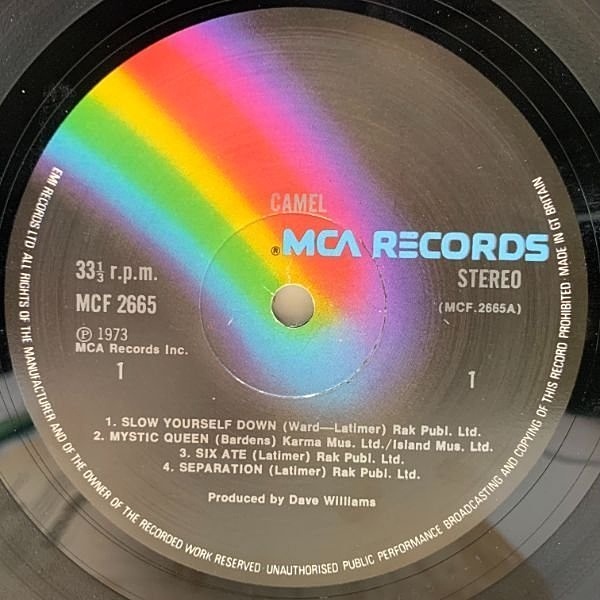 CAMEL
® MCA RECORDS
33⅓ r.p.m.
STEREO
MCF 2665
(MCF.2665A)
℗ 1973
MCA Records Inc.
1
1
1. SLOW YOURSELF DOWN (Ward—Latimer) Rak Publ. Ltd.
2. MYSTIC QUEEN (Bardens) Karma Mus. Ltd./Island Mus. Ltd.
3. SIX ATE (Latimer) Rak Publ. Ltd.
4. SEPARATION (Latimer) Rak Publ. Ltd.
Produced by Dave Williams
EMI RECORDS LTD ALL RIGHTS OF THE MANUFACTURER AND OF THE OWNER OF THE RECORDED WORK RESERVED · UNAUTHORISED PUBLIC PERFORMANCE BROADCASTING AND COPYING OF THIS RECORD PROHIBITED MADE IN GT BRITAIN